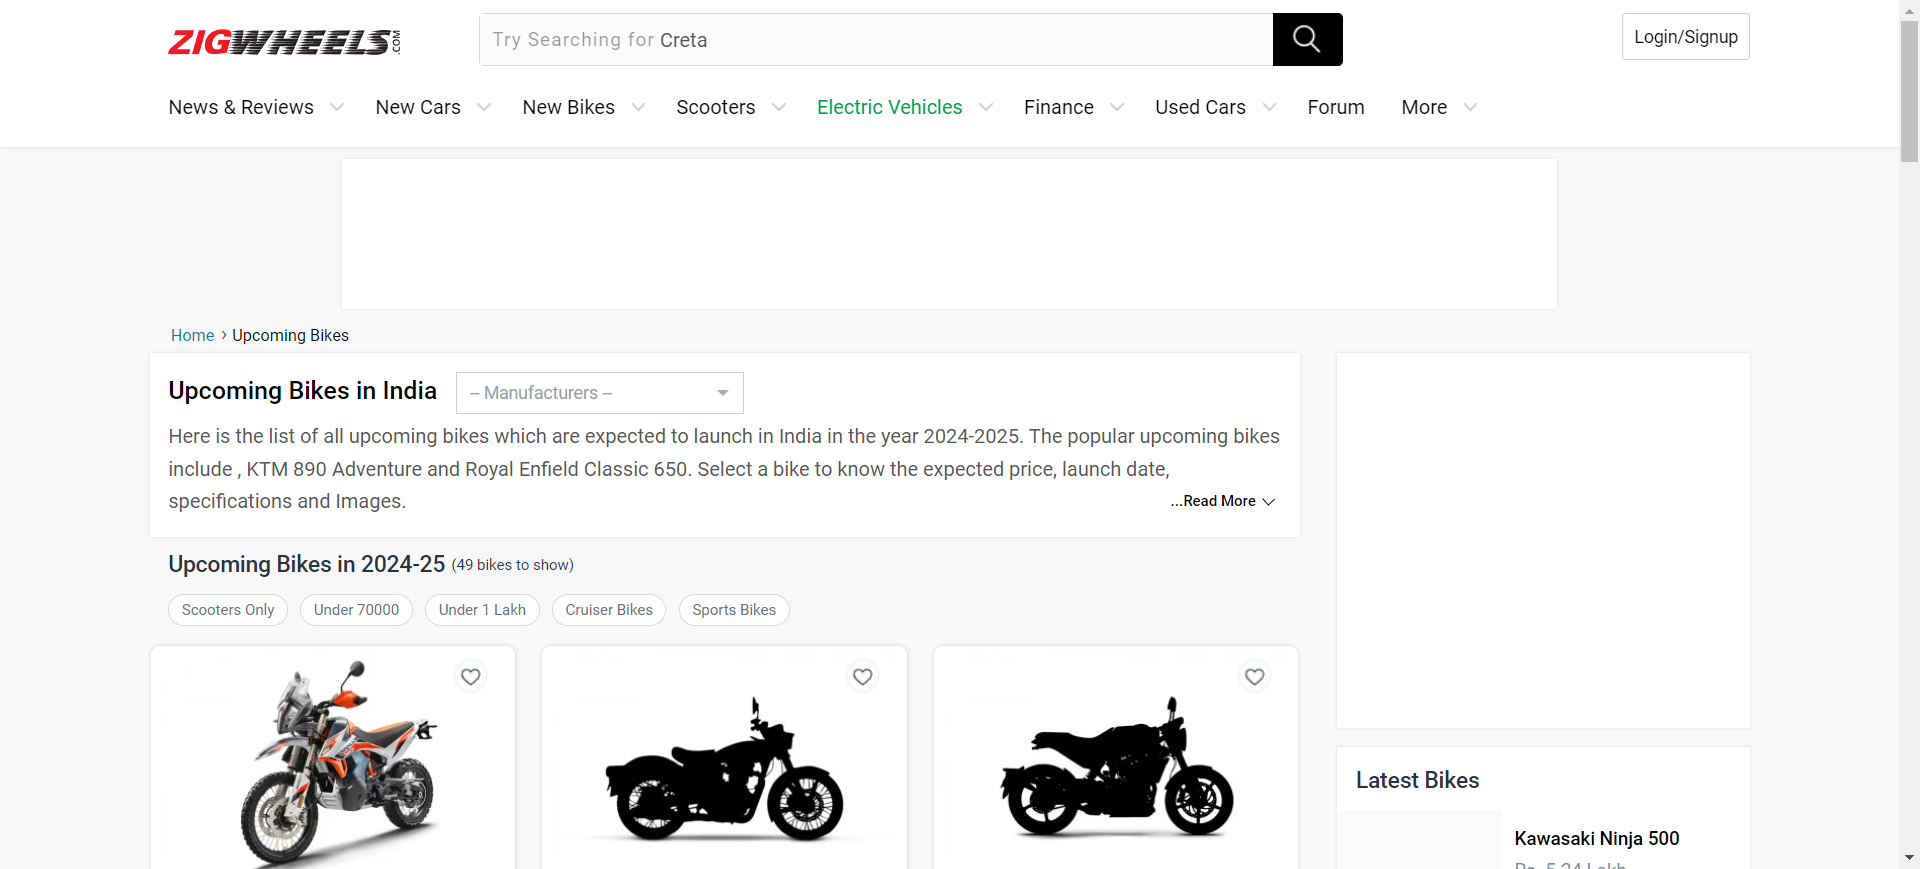 ZIGWHEELS.COM
Try Searching for Creta
Login/Signup
News & Reviews New Cars New Bikes Scooters Electric Vehicles Finance Used Cars Forum More
Home › Upcoming Bikes
Upcoming Bikes in India
-- Manufacturers --
Here is the list of all upcoming bikes which are expected to launch in India in the year 2024-2025. The popular upcoming bikes
include , KTM 890 Adventure and Royal Enfield Classic 650. Select a bike to know the expected price, launch date,
specifications and Images.
...Read More
Upcoming Bikes in 2024-25 (49 bikes to show)
Scooters Only Under 70000 Under 1 Lakh Cruiser Bikes Sports Bikes
Latest Bikes
Kawasaki Ninja 500
Rs. 5.24 Lakh